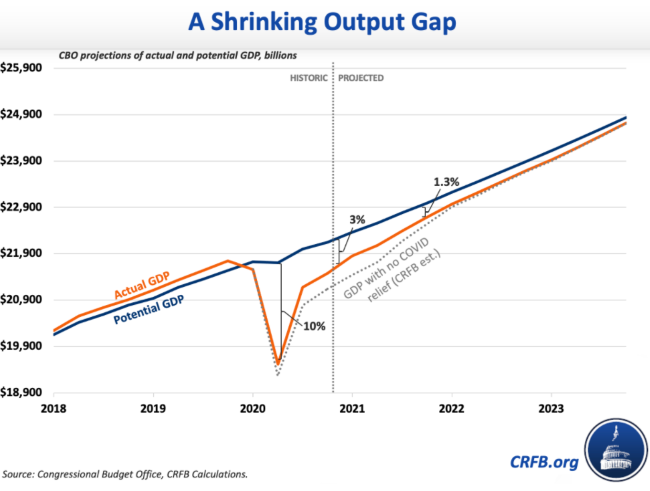 A Shrinking Output Gap
CBO projections of actual and potential GDP, billions
$25,900
HISTORIC
PROJECTED
$24,900
$23,900
$22,900
1.3%
3%
$21,900
Actual GDP
Potential GDP
GDP with no COVID
relief (CRFB est.)
$20,900
10%
$19,900
$18,900
2018
2019
2020
2021
2022
2023
CRFB.org
Source: Congressional Budget Office, CRFB Calculations.